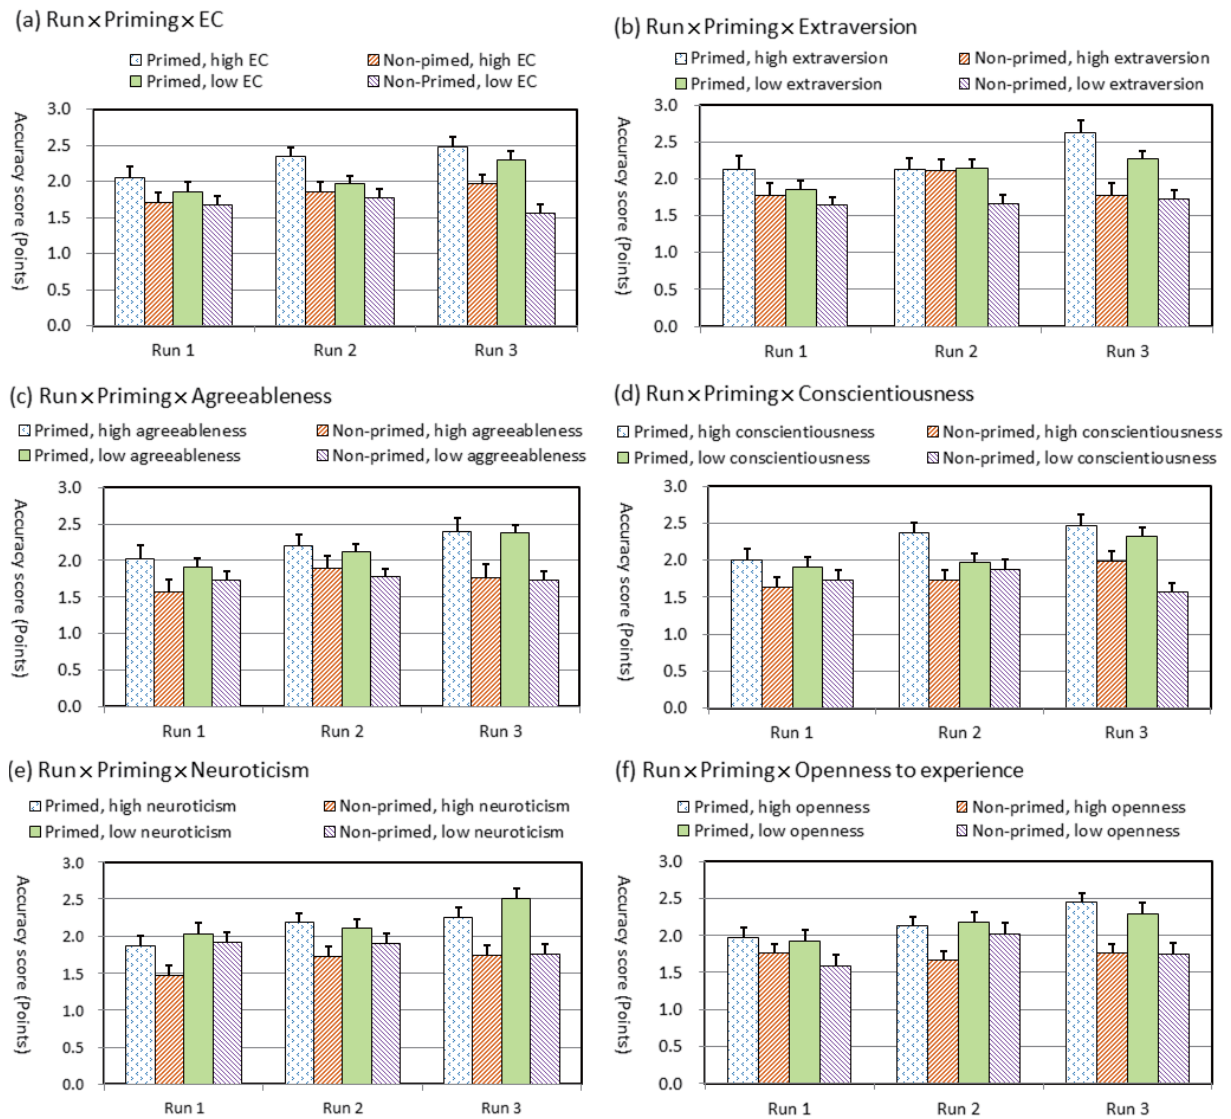 (a) Run×Priming×EC
Primed, high EC
Non-pimed, high EC
Primed, low EC
Non-Primed, low EC
Accuracy score (Points)
3.0
2.5
2.0
1.5
1.0
0.5
0.0
Run 1
Run 2
Run 3
(b) Run×Priming×Extraversion
Primed, high extraversion
Non-primed, high extraversion
Primed, low extraversion
Non-primed, low extraversion
Accuracy score (Points)
3.0
2.5
2.0
1.5
1.0
0.5
0.0
Run 1
Run 2
Run 3
(c) Run×Priming×Agreeableness
Primed, high agreeableness
Non-primed, high agreeableness
Primed, low agreeableness
Non-primed, low aggreeableness
Accuracy score (Points)
3.0
2.5
2.0
1.5
1.0
0.5
0.0
Run 1
Run 2
Run 3
(d) Run×Priming×Conscientiousness
Primed, high conscientiousness
Non-primed, high conscientiousness
Primed, low conscientiousness
Non-primed, low conscientiousness
Accuracy score (Points)
3.0
2.5
2.0
1.5
1.0
0.5
0.0
Run 1
Run 2
Run 3
(e) Run×Priming×Neuroticism
Primed, high neuroticism
Non-primed, high neuroticism
Primed, low neuroticism
Non-primed, low neuroticism
Accuracy score (Points)
3.0
2.5
2.0
1.5
1.0
0.5
0.0
Run 1
Run 2
Run 3
(f) Run×Priming×Openness to experience
Primed, high openness
Non-primed, high openness
Primed, low openness
Non-primed, low openness
Accuracy score (Points)
3.0
2.5
2.0
1.5
1.0
0.5
0.0
Run 1
Run 2
Run 3